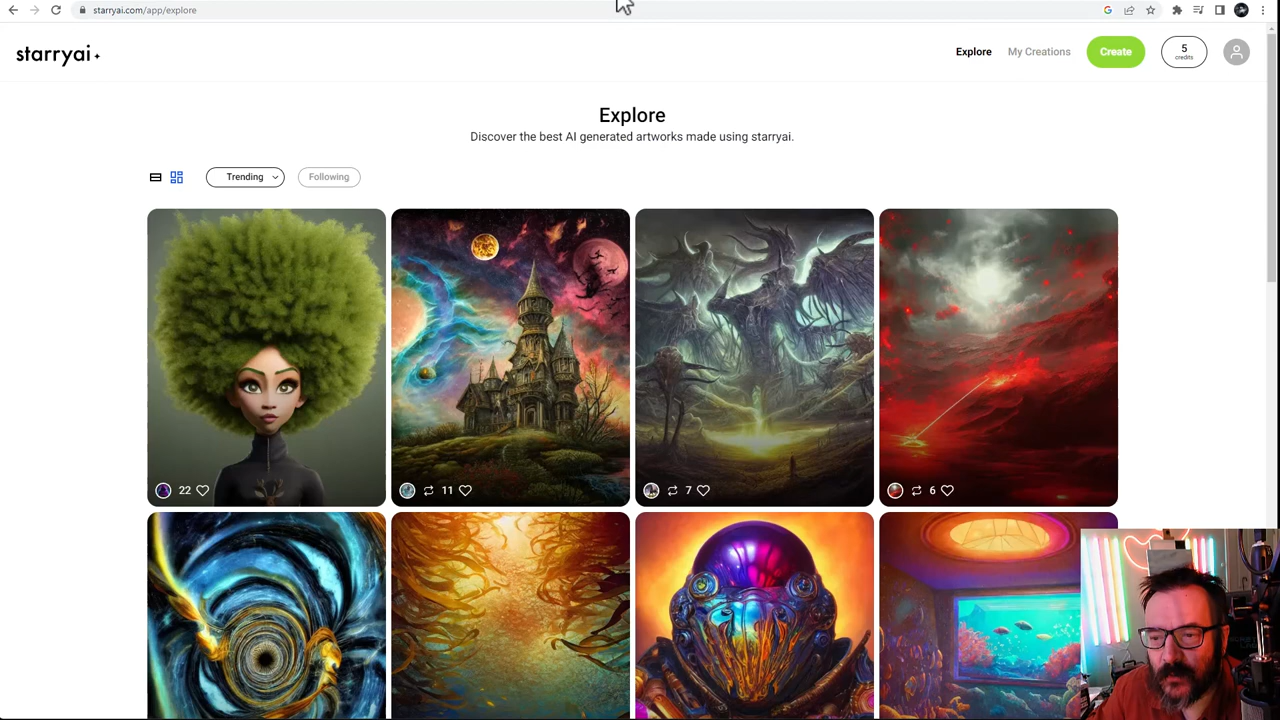 starryai.com/app/explore
starryai
Explore
My Creations
Create
5
credits
Explore
Discover the best AI generated artworks made using starryai.
Trending
Following
22
11
7
6